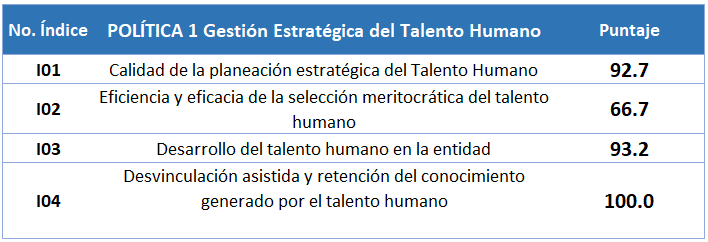 No. Índice POLÍTICA 1 Gestión Estratégica del Talento Humano Puntaje
I01 Calidad de la planeación estratégica del Talento Humano 92.7
Eficiencia y eficacia de la selección meritocrática del talento
I02 humano 66.7
I03 Desarrollo del talento humano en la entidad 93.2
Desvinculación asistida y retención del conocimiento
I04 generado por el talento humano 100.0